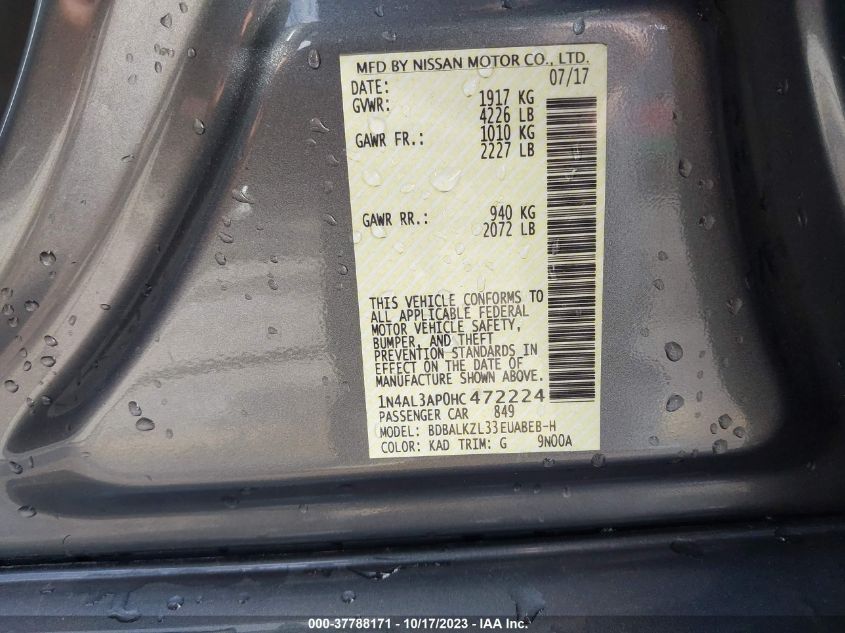 MFD BY NISSAN MOTOR CO., LTD.
DATE: 07/17
GVWR: 1917 KG
4226 LB
GAWR FR.: 1010 KG
2227 LB
GAWR RR.: 940 KG
2072 LB
THIS VEHICLE CONFORMS TO
ALL APPLICABLE FEDERAL
MOTOR VEHICLE SAFETY,
BUMPER, AND THEFT
PREVENTION STANDARDS IN
EFFECT ON THE DATE OF
MANUFACTURE SHOWN ABOVE.
1N4AL3AP0HC472224
PASSENGER CAR 849
MODEL: BDBALKZL33EUABEB-H
COLOR: KAD TRIM: G 9N00A
000-37788171 - 10/17/2023 - IAA Inc.